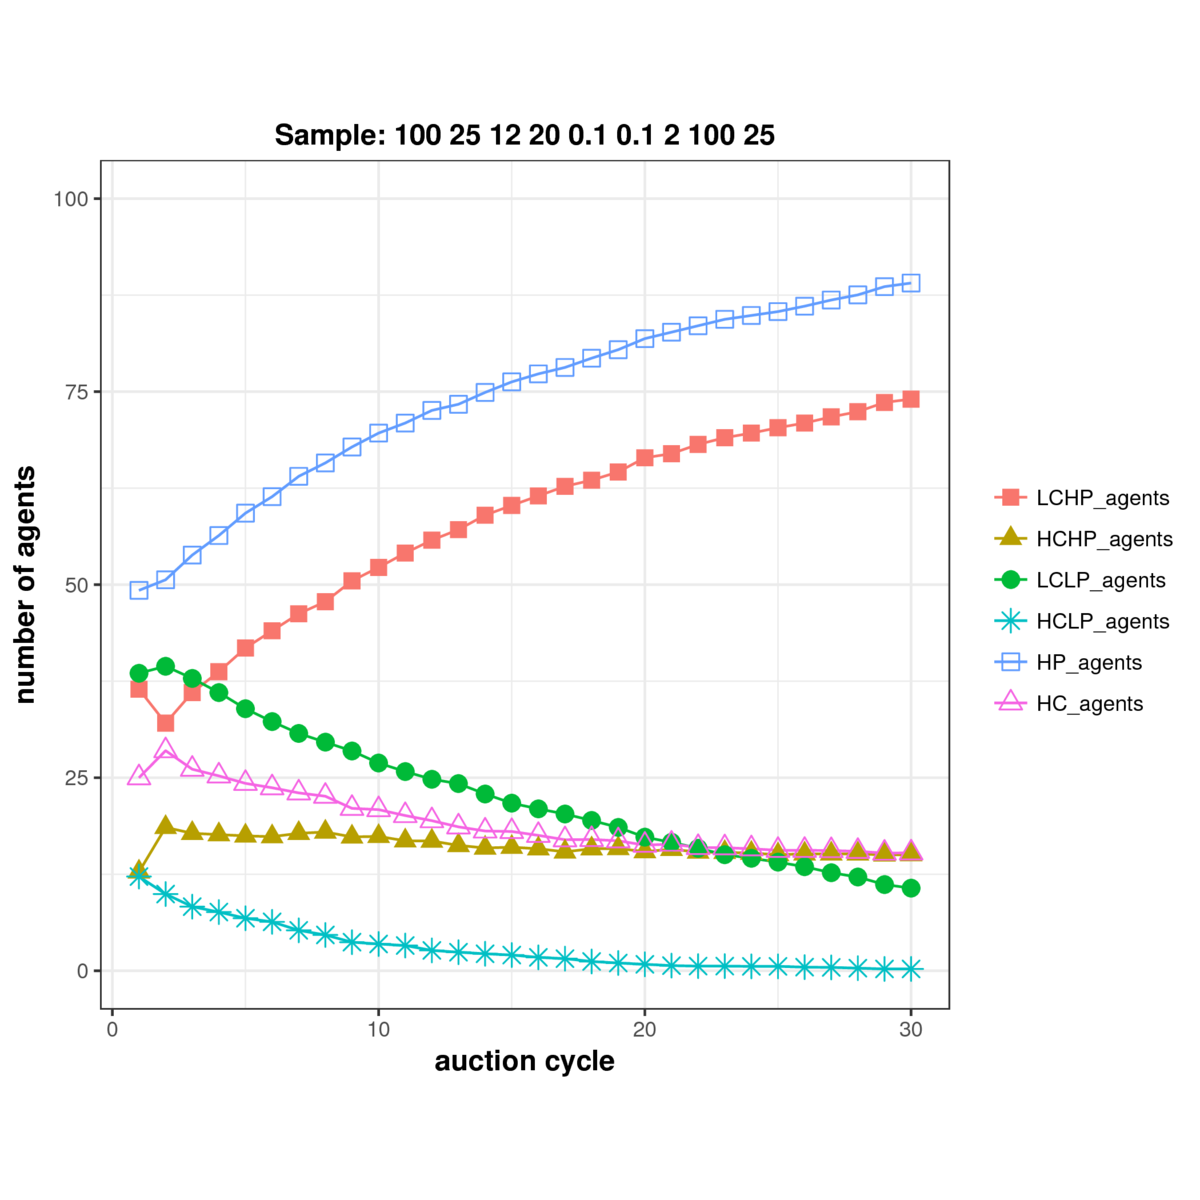 Sample: 100 25 12 20 0.1 0.1 2 100 25
100
75
50
25
0
number of agents
0 10 20 30
auction cycle
LCHP_agents
HCHP_agents
LCLP_agents
HCLP_agents
HP_agents
HC_agents